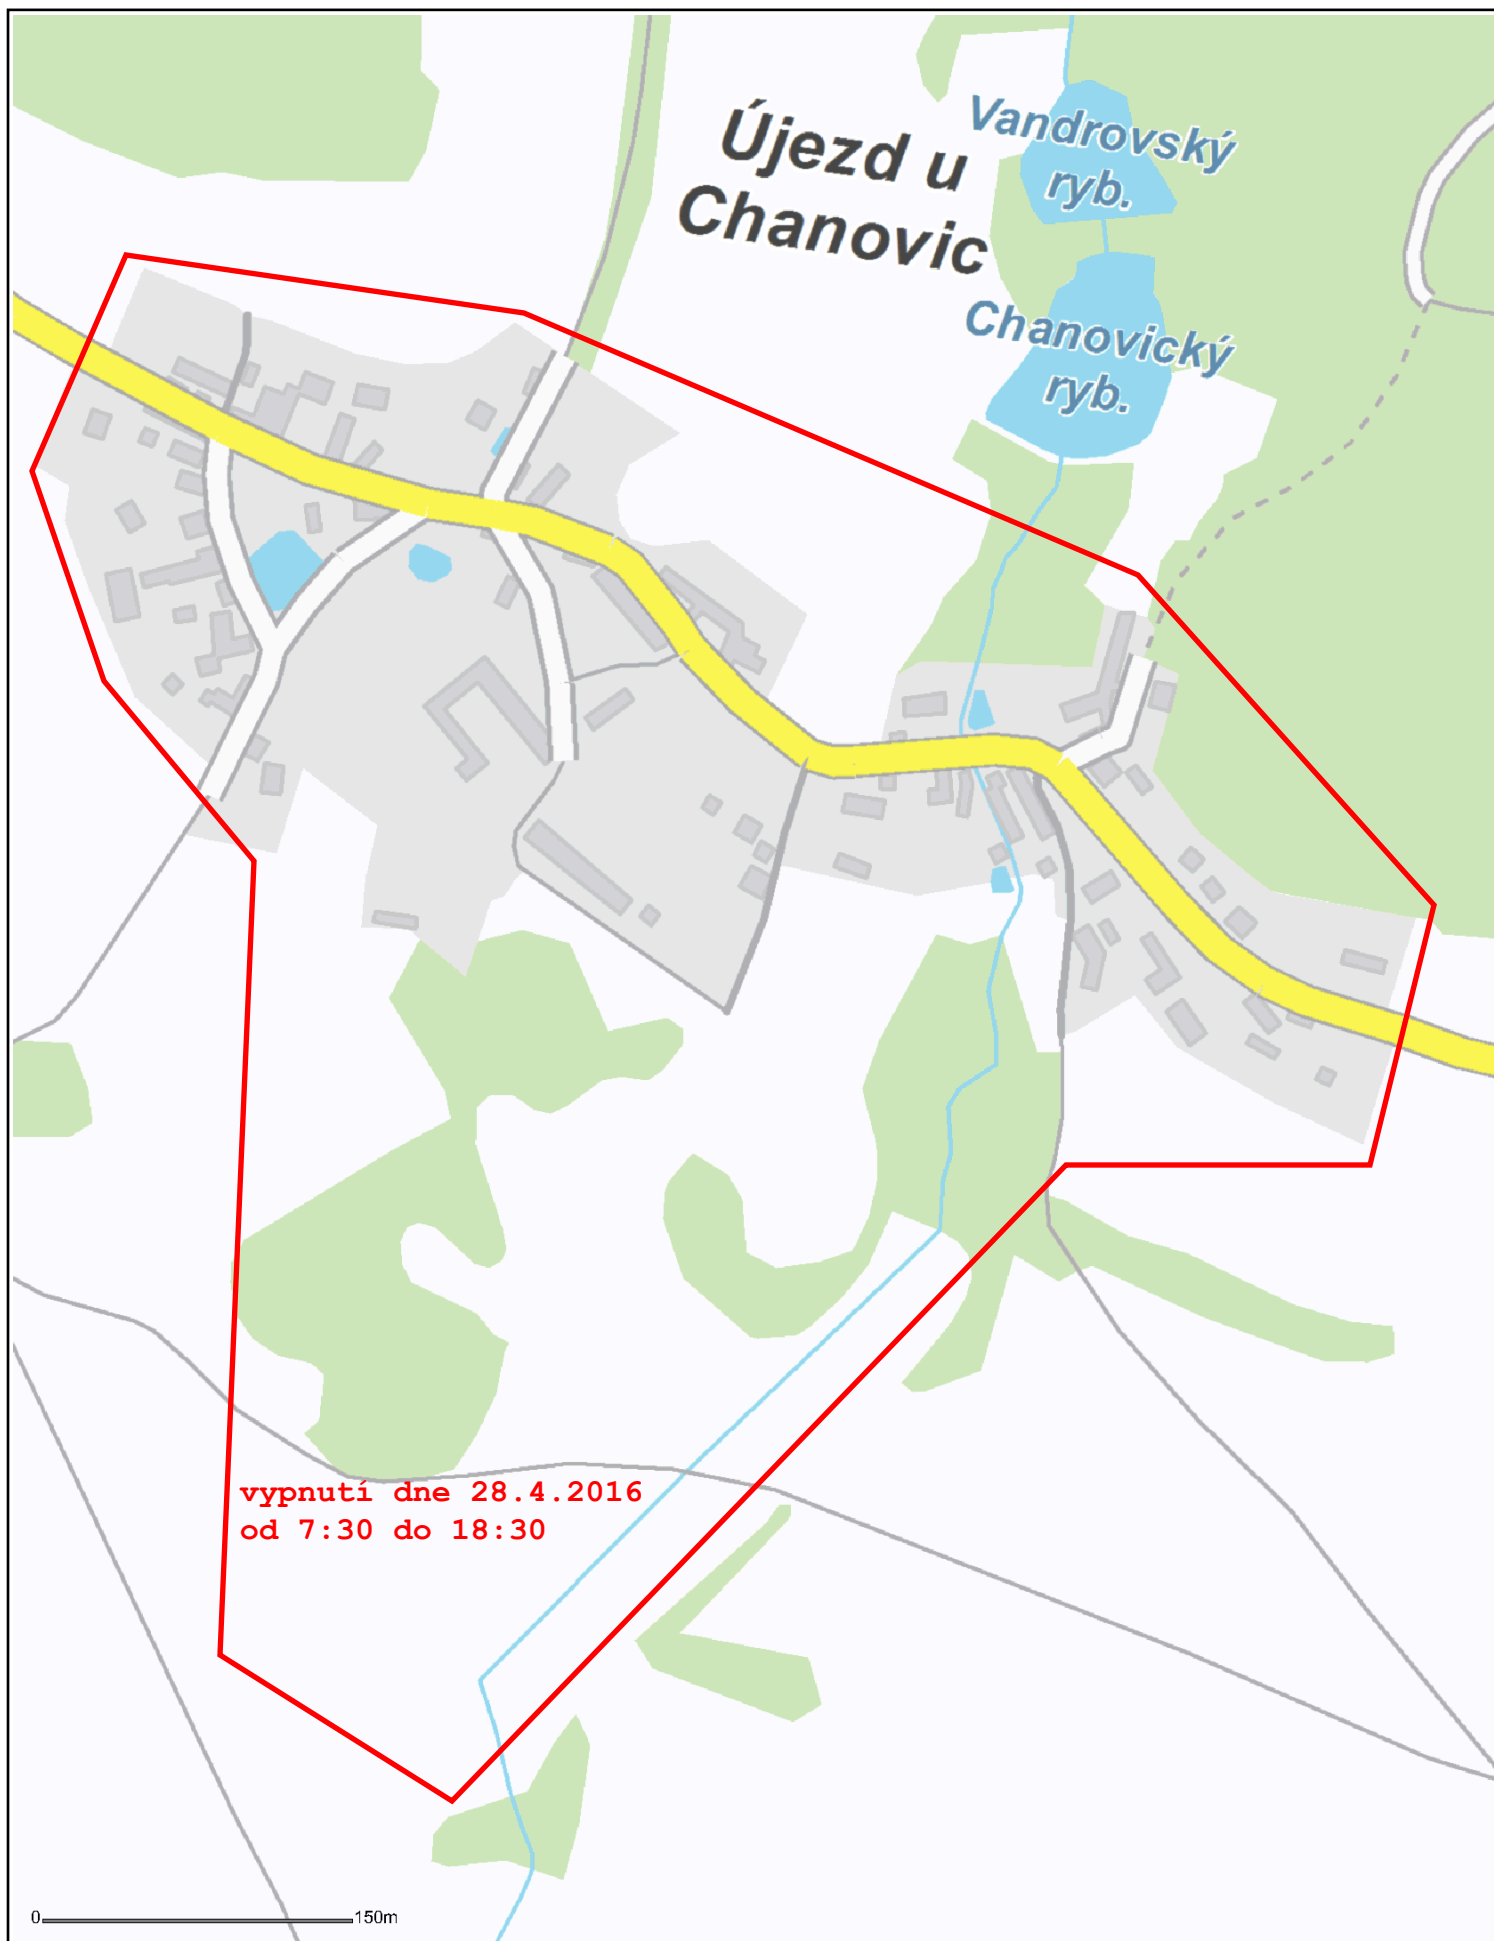 Újezd u
Chanovic
Vandrovský
ryb.
Chanovický
ryb.
vypnutí dne 28.4.2016
od 7:30 do 18:30
0 150m